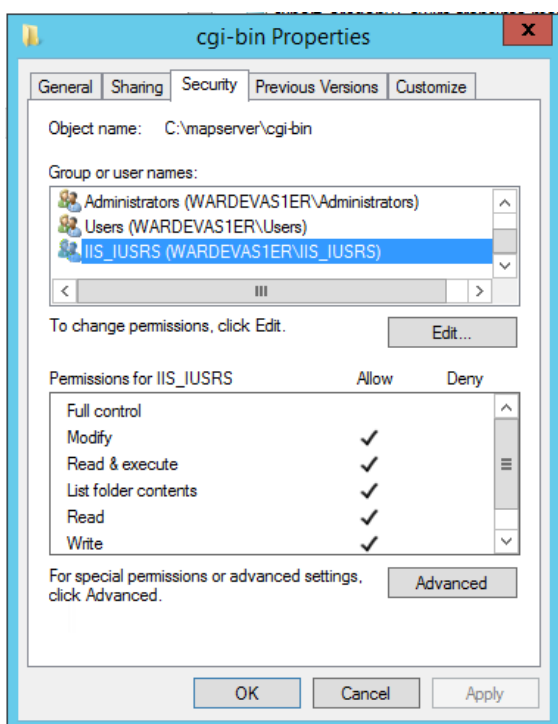 cgi-bin Properties
x
General Sharing Security Previous Versions Customize
Object name: C:\mapserver\cgi-bin
Group or user names:
Administrators (WARDEVAS1ER\Administrators)
Users (WARDEVAS1ER\Users)
IIS_IUSRS (WARDEVAS1ER\IIS_IUSRS)
To change permissions, click Edit.
Edit...
Permissions for IIS_IUSRS Allow Deny
Full control
Modify
Read & execute
List folder contents
Read
Write
For special permissions or advanced settings,
click Advanced.
Advanced
OK Cancel Apply